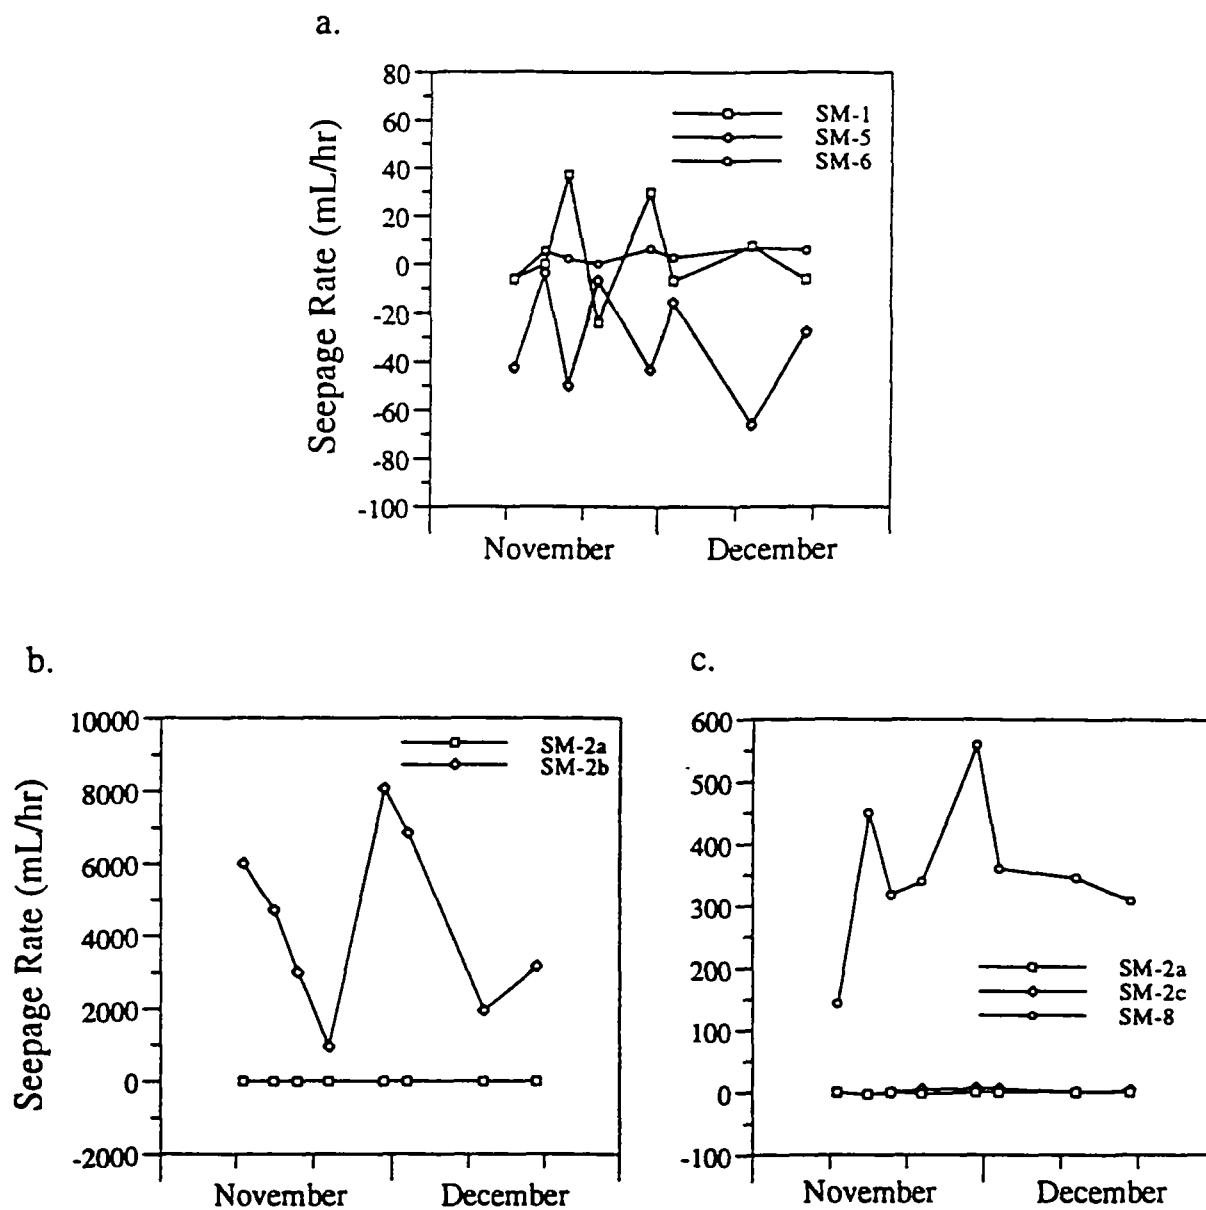 a.
Seepage Rate (mL/hr)
80
60
40
20
0
-20
-40
-60
-80
-100
SM-1
SM-5
SM-6
November December
b.
Seepage Rate (mL/hr)
10000
8000
6000
4000
2000
0
-2000
SM-2a
SM-2b
November December
c.
600
500
400
300
200
100
0
-100
SM-2a
SM-2c
SM-8
November December